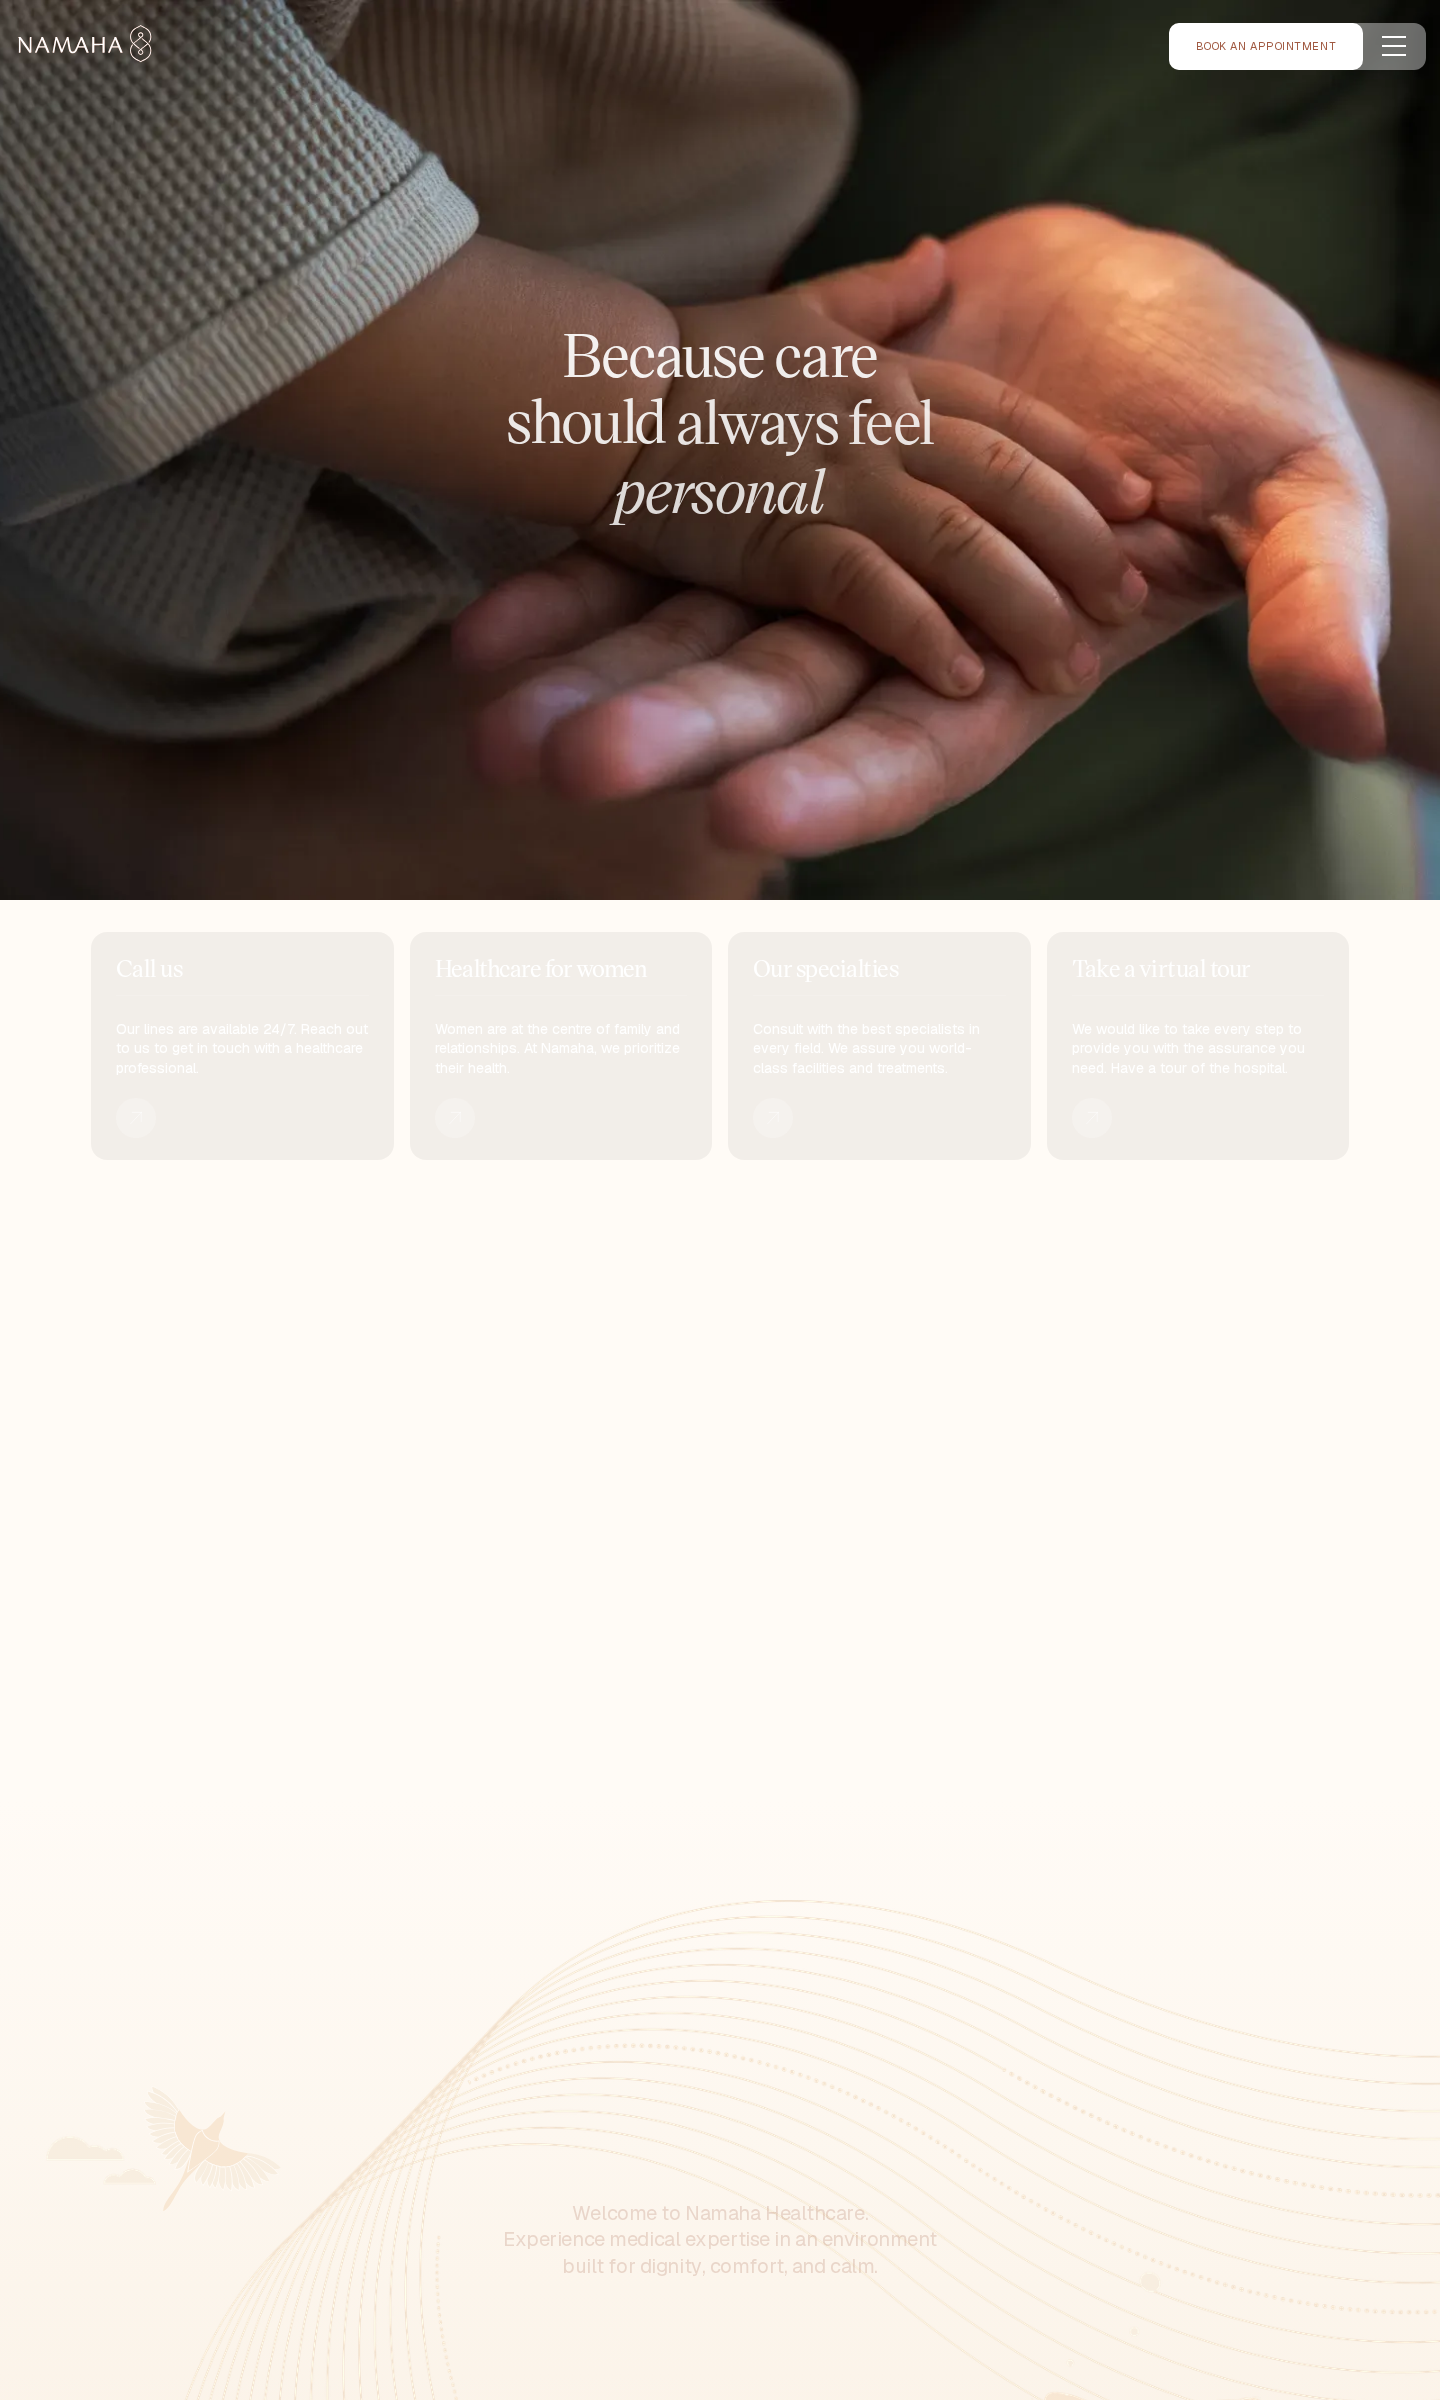 NAMAHA
BOOK AN APPOINTMENT
Because care
should always feel
personal
Call us
Our lines are available 24/7. Reach out
to us to get in touch with a healthcare
professional.
Healthcare for women
Women are at the centre of family and
relationships. At Namaha, we prioritize
their health.
Our specialties
Consult with the best specialists in
every field. We assure you world-
class facilities and treatments.
Take a virtual tour
We would like to take every step to
provide you with the assurance you
need. Have a tour of the hospital.
Welcome to Namaha Healthcare.
Experience medical expertise in an environment
built for dignity, comfort, and calm.